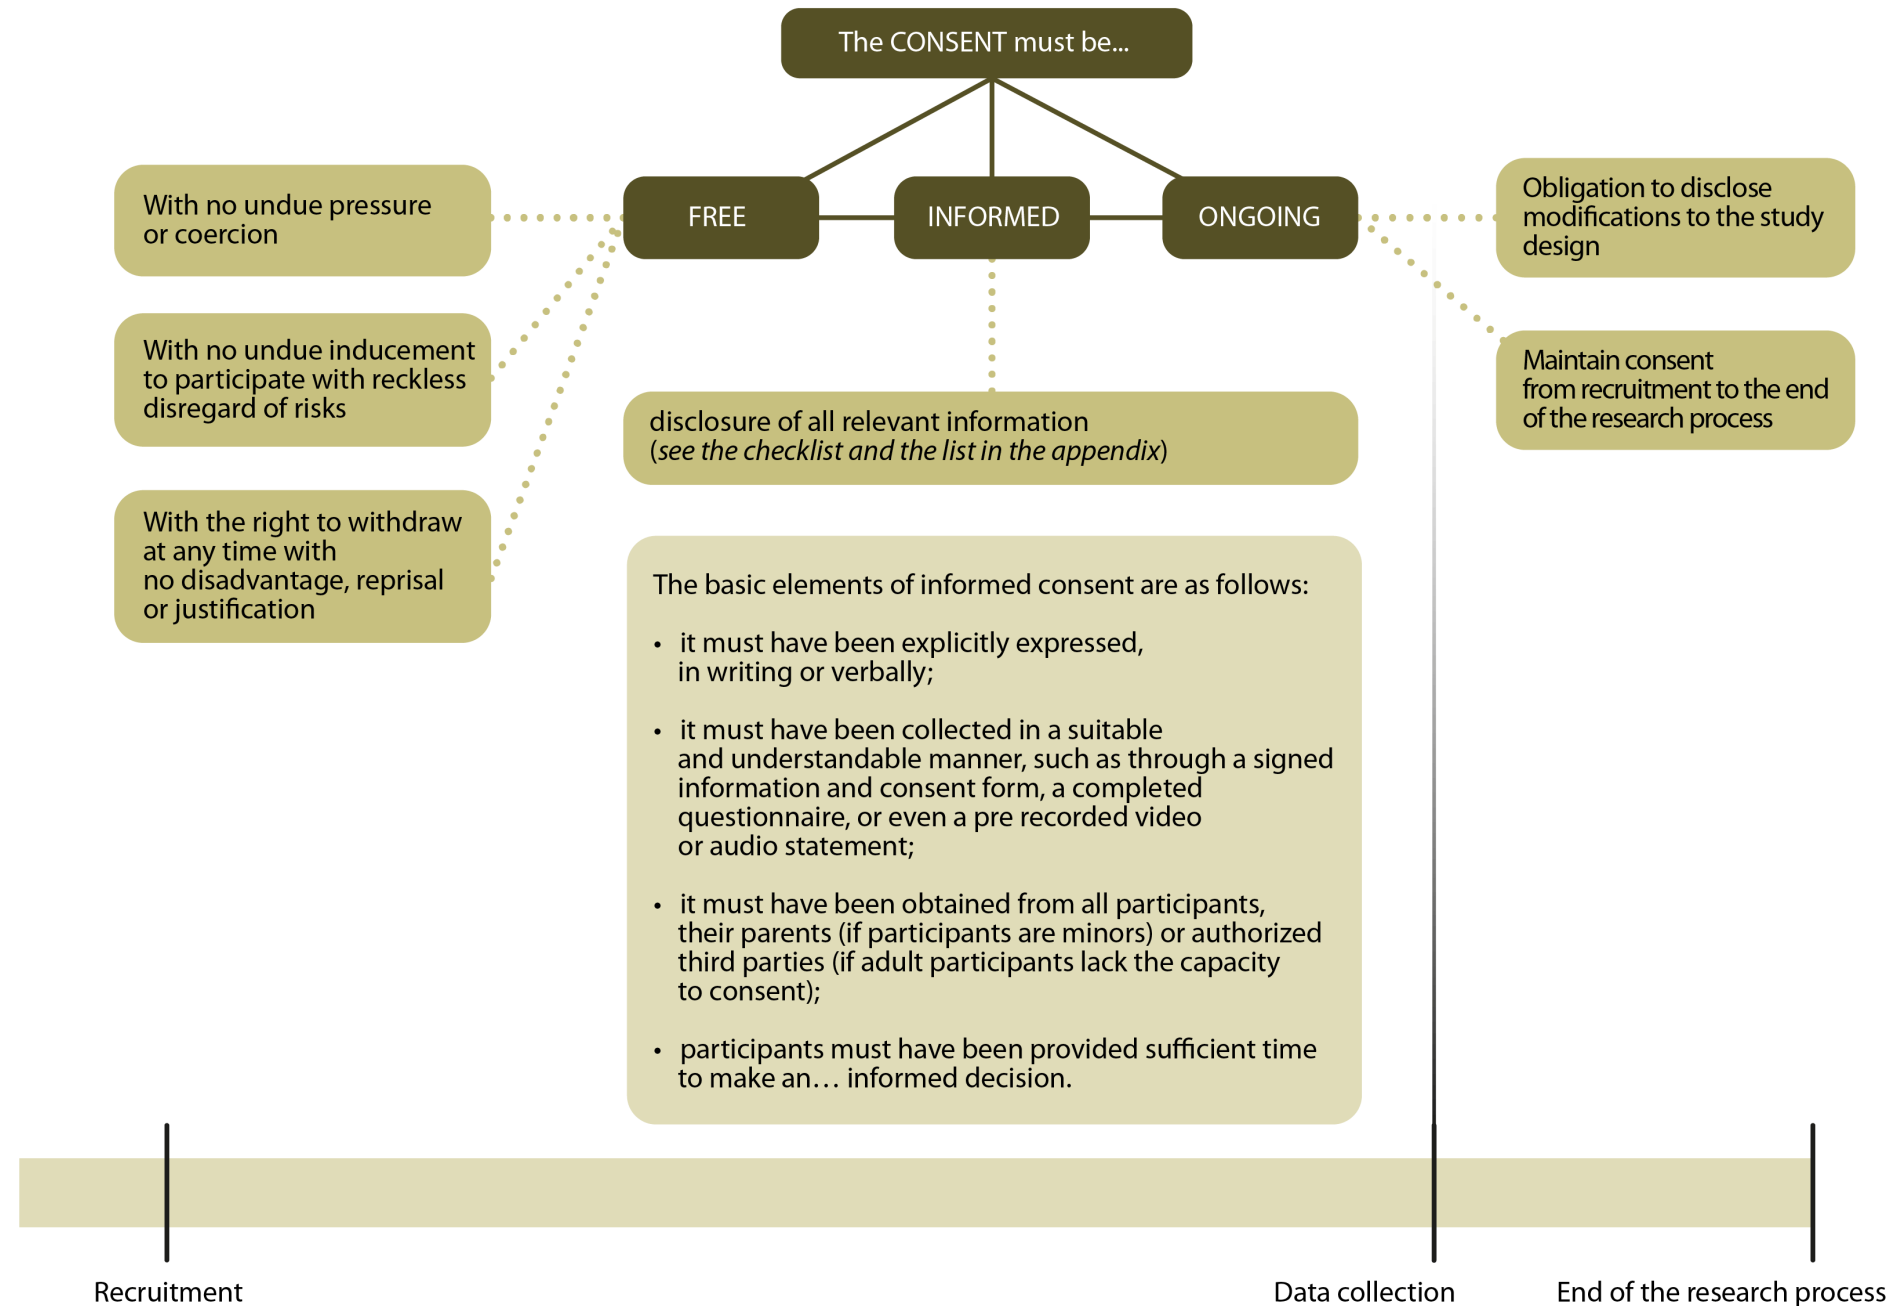 The CONSENT must be...
FREE
INFORMED
ONGOING
With no undue pressure
or coercion
With no undue inducement
to participate with reckless
disregard of risks
With the right to withdraw
at any time with
no disadvantage, reprisal
or justification
disclosure of all relevant information
(see the checklist and the list in the appendix)
Obligation to disclose
modifications to the study
design
Maintain consent
from recruitment to the end
of the research process
The basic elements of informed consent are as follows:
• it must have been explicitly expressed,
in writing or verbally;
• it must have been collected in a suitable
and understandable manner, such as through a signed
information and consent form, a completed
questionnaire, or even a pre recorded video
or audio statement;
• it must have been obtained from all participants,
their parents (if participants are minors) or authorized
third parties (if adult participants lack the capacity
to consent);
• participants must have been provided sufficient time
to make an… informed decision.
Recruitment
Data collection
End of the research process